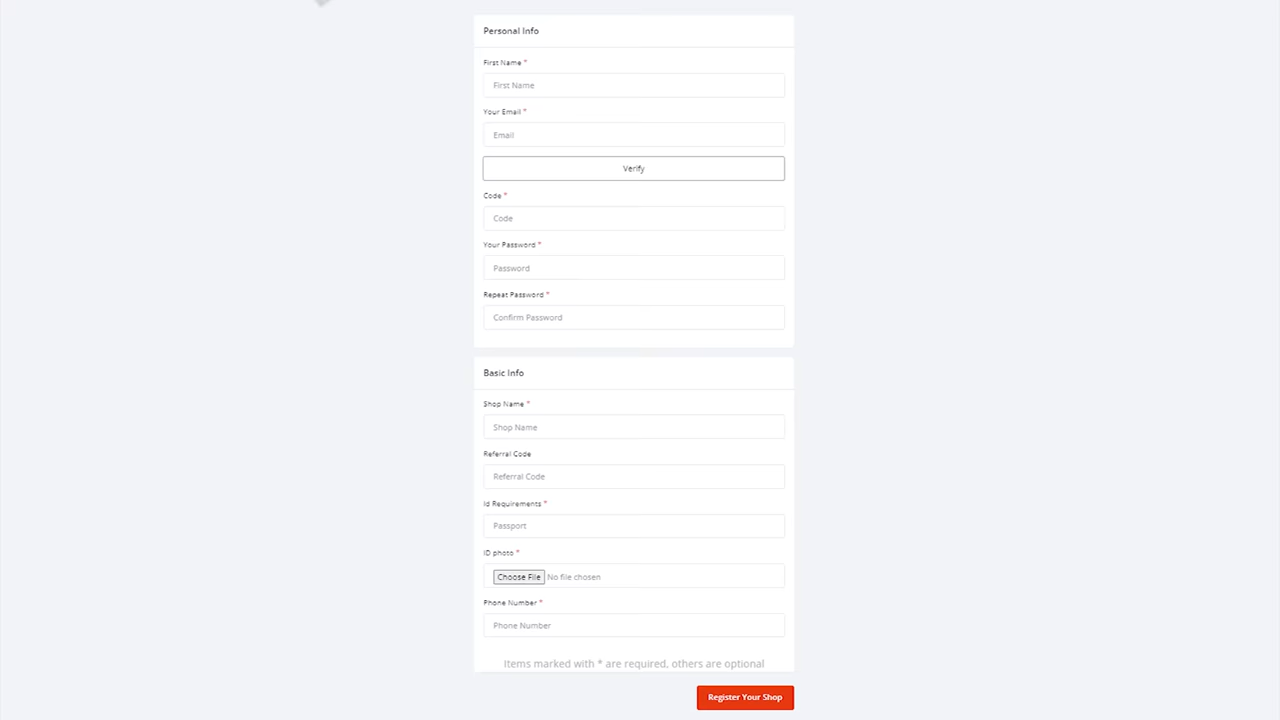 Personal Info
First Name *
First Name
Your Email *
Email
Verify
Code *
Code
Your Password *
Password
Repeat Password *
Confirm Password
Basic Info
Shop Name *
Shop Name
Referral Code
Referral Code
Id Requirements *
Passport
ID photo *
Choose File No file chosen
Phone Number *
Phone Number
Items marked with * are required, others are optional
Register Your Shop